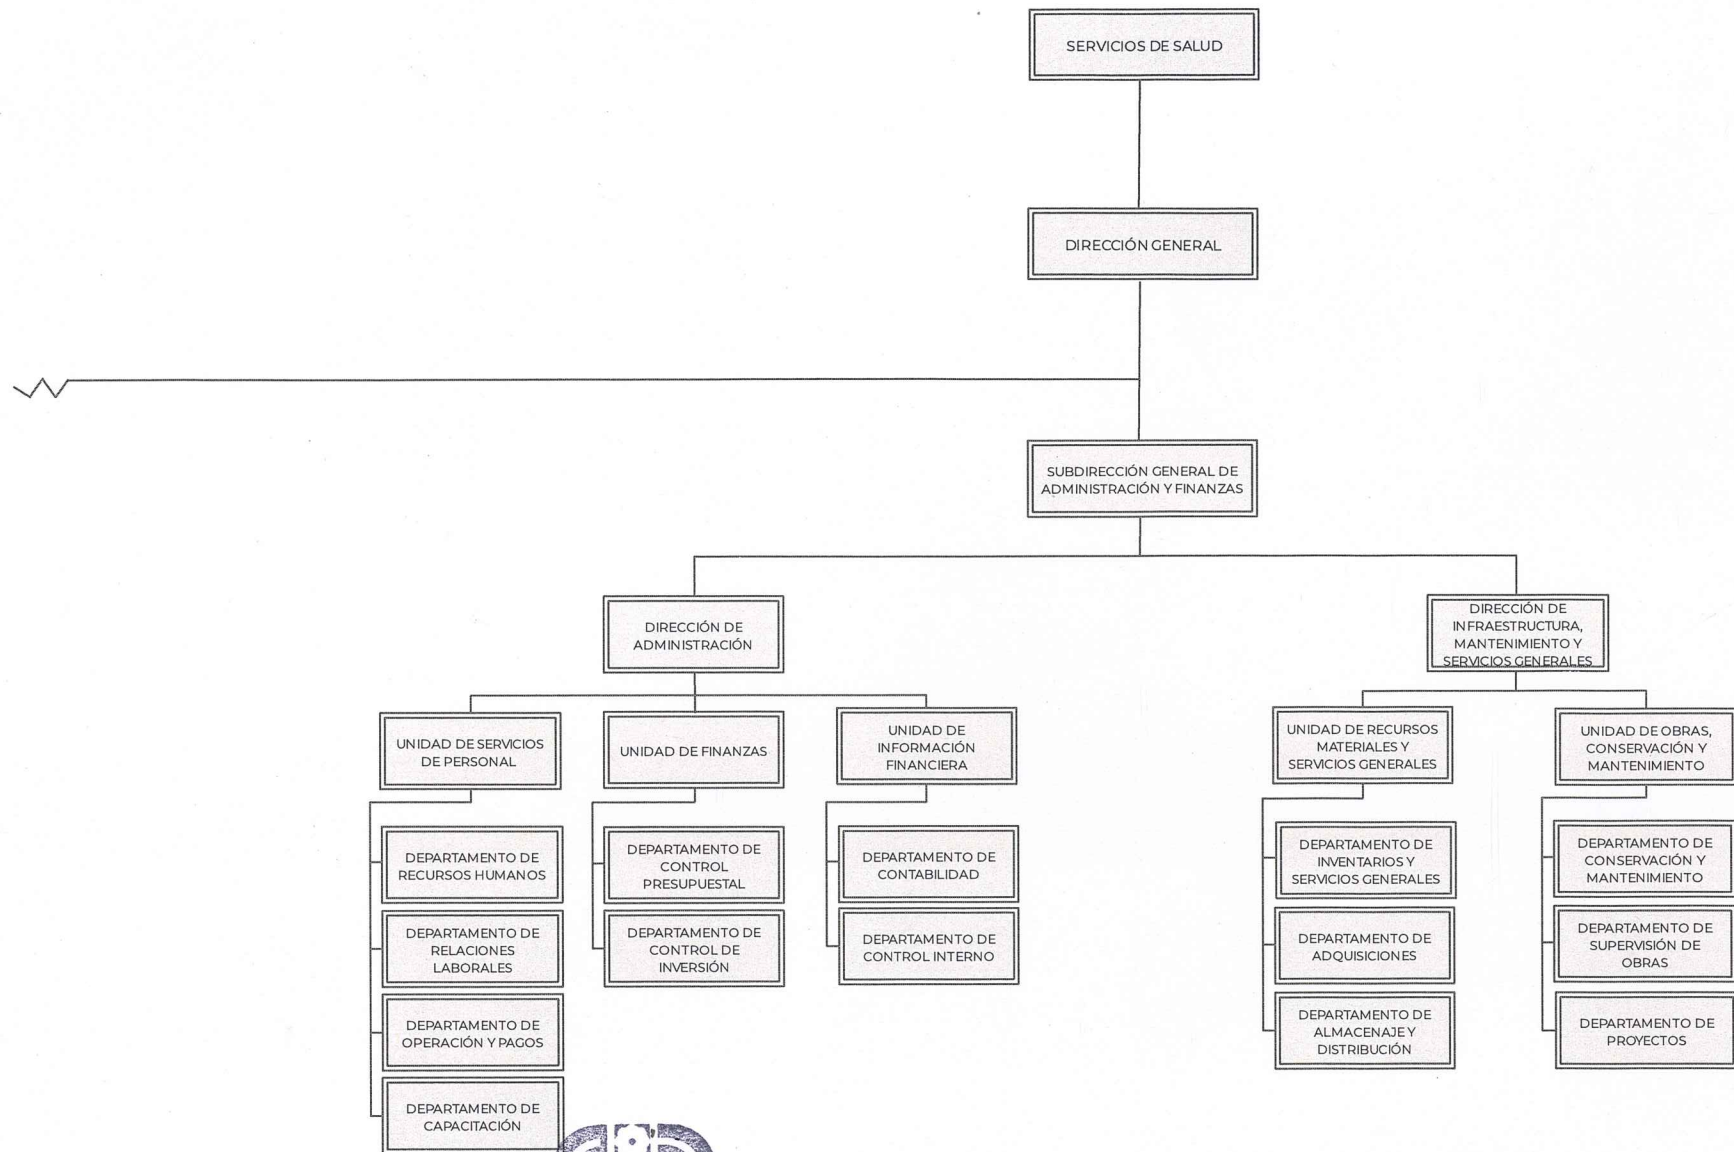 SERVICIOS DE SALUD
DIRECCIÓN GENERAL
SUBDIRECCIÓN GENERAL DE
ADMINISTRACIÓN Y FINANZAS
DIRECCIÓN DE
ADMINISTRACIÓN
DIRECCIÓN DE
INFRAESTRUCTURA,
MANTENIMIENTO Y
SERVICIOS GENERALES
UNIDAD DE SERVICIOS
DE PERSONAL
UNIDAD DE FINANZAS
UNIDAD DE
INFORMACIÓN
FINANCIERA
UNIDAD DE RECURSOS
MATERIALES Y
SERVICIOS GENERALES
UNIDAD DE OBRAS,
CONSERVACIÓN Y
MANTENIMIENTO
DEPARTAMENTO DE
RECURSOS HUMANOS
DEPARTAMENTO DE
RELACIONES
LABORALES
DEPARTAMENTO DE
OPERACIÓN Y PAGOS
DEPARTAMENTO DE
CAPACITACIÓN
DEPARTAMENTO DE
CONTROL
PRESUPUESTAL
DEPARTAMENTO DE
CONTROL DE
INVERSIÓN
DEPARTAMENTO DE
CONTABILIDAD
DEPARTAMENTO DE
CONTROL INTERNO
DEPARTAMENTO DE
INVENTARIOS Y
SERVICIOS GENERALES
DEPARTAMENTO DE
ADQUISICIONES
DEPARTAMENTO DE
ALMACENAJE Y
DISTRIBUCIÓN
DEPARTAMENTO DE
CONSERVACIÓN Y
MANTENIMIENTO
DEPARTAMENTO DE
SUPERVISIÓN DE
OBRAS
DEPARTAMENTO DE
PROYECTOS